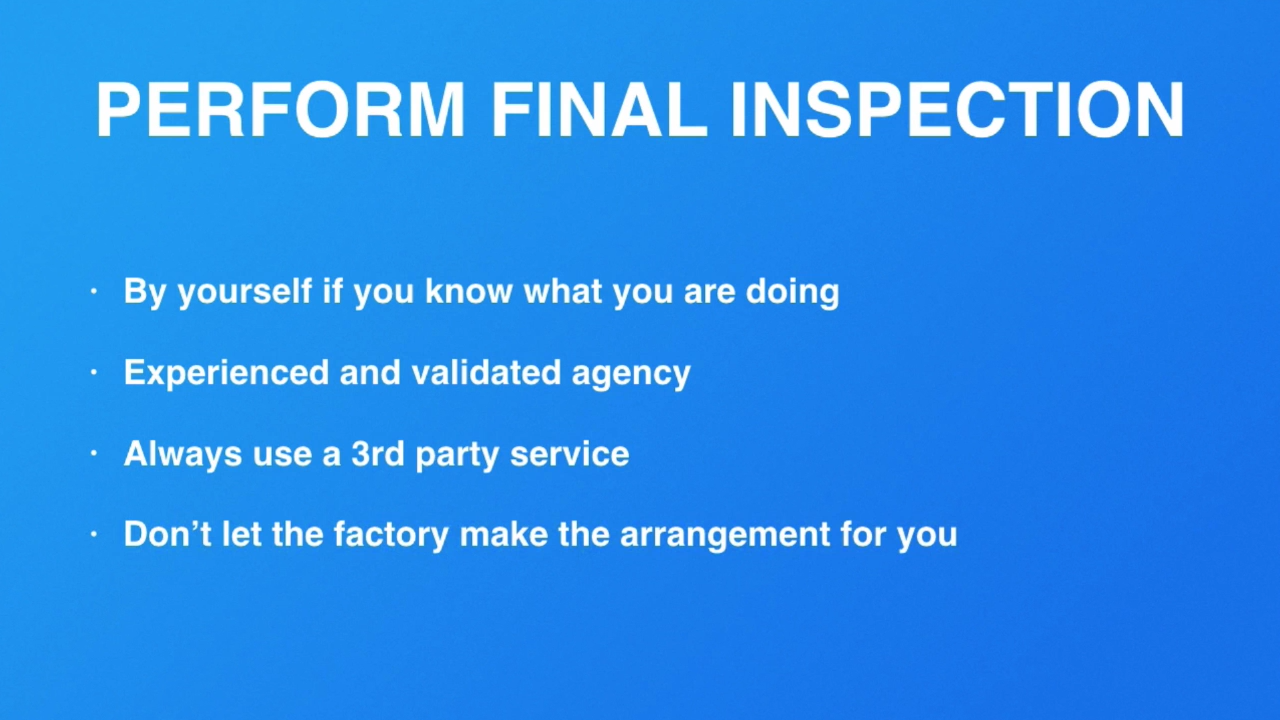 PERFORM FINAL INSPECTION
· By yourself if you know what you are doing
· Experienced and validated agency
· Always use a 3rd party service
· Don’t let the factory make the arrangement for you